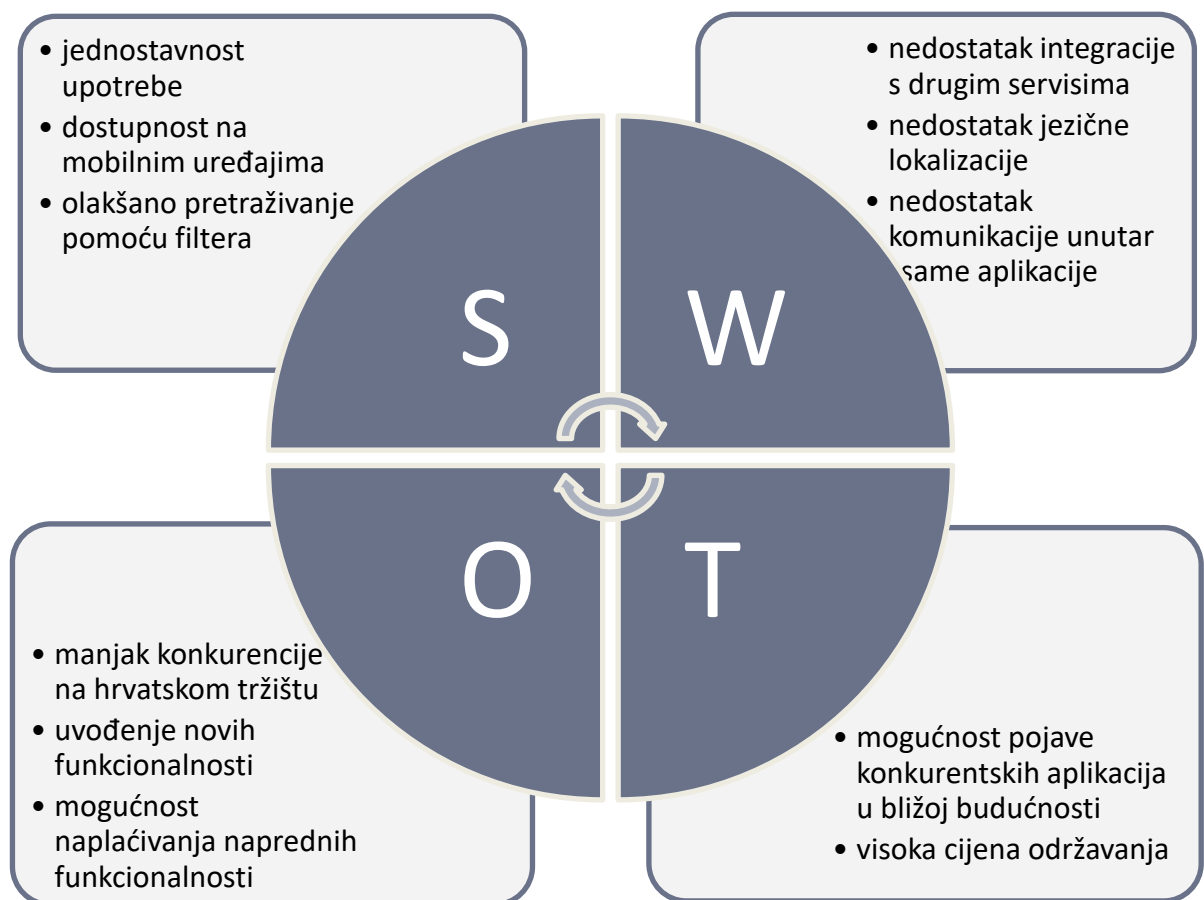 • jednostavnost
upotrebe
• dostupnost na
mobilnim uređajima
• olakšano pretraživanje
pomoću filtera
• nedostatak integracije
s drugim servisima
• nedostatak jezične
lokalizacije
• nedostatak
komunikacije unutar
same aplikacije
S
W
O
T
• manjak konkurencije
na hrvatskom tržištu
• uvođenje novih
funkcionalnosti
• mogućnost
naplaćivanja naprednih
funkcionalnosti
• mogućnost pojave
konkurentskih aplikacija
u bližoj budućnosti
• visoka cijena održavanja